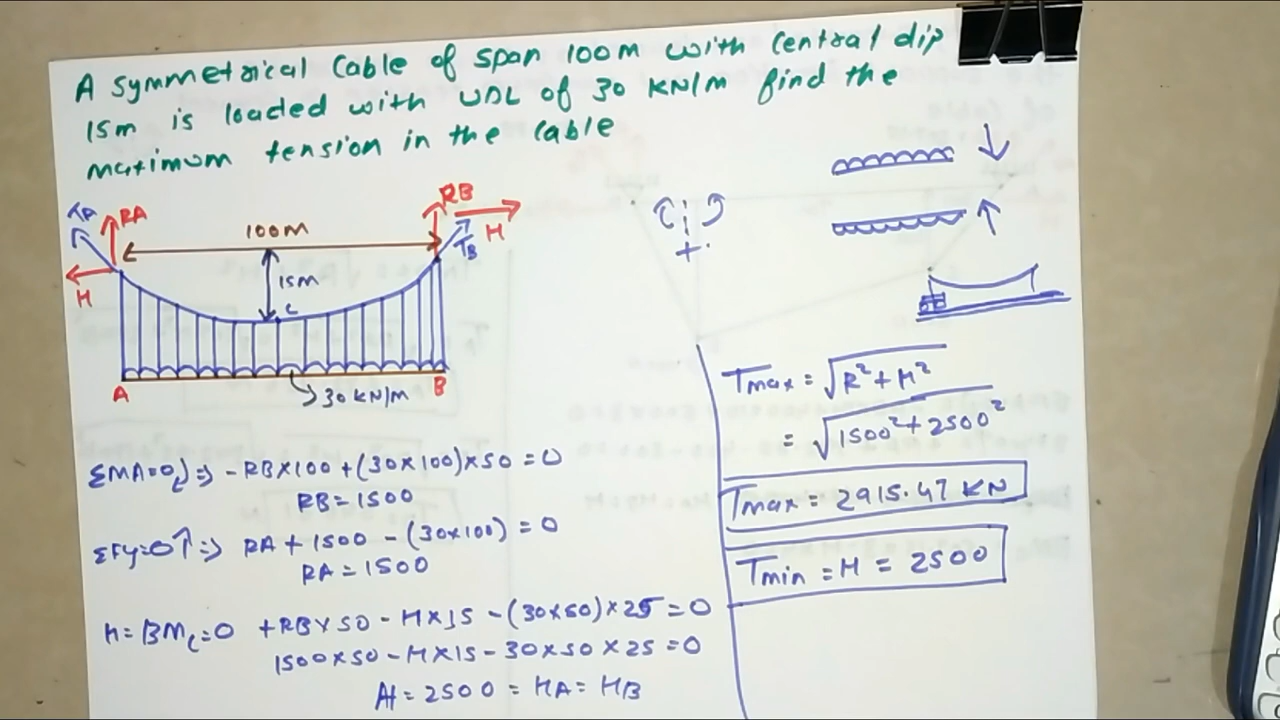 A symmetrical Cable of span 100m with Central dip
15m is loaded with UDL of 30 KN/m find the
maximum tension in the Cable
TA RA
100M
RB
H
TB
H
15m
C
A
30 KN/M
B
+
ΣMA=0 => -RB×100 + (30×100)×50 = 0
RB = 1500
ΣFy=0↑ => RA + 1500 - (30×100) = 0
RA = 1500
H = BMc=0 +RB×50 - H×15 - (30×50)×25 = 0
1500×50 - H×15 - 30×50×25 = 0
H = 2500 = HA = HB
Tmax = √R²+H²
= √1500²+2500²
Tmax = 2915.47 KN
Tmin = H = 2500